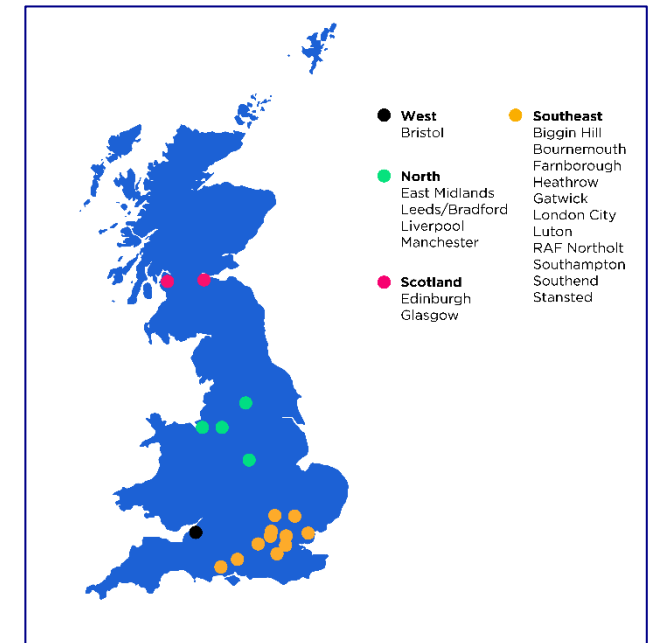 West
Bristol
North
East Midlands
Leeds/Bradford
Liverpool
Manchester
Scotland
Edinburgh
Glasgow
Southeast
Biggin Hill
Bournemouth
Farnborough
Heathrow
Gatwick
London City
Luton
RAF Northolt
Southampton
Southend
Stansted